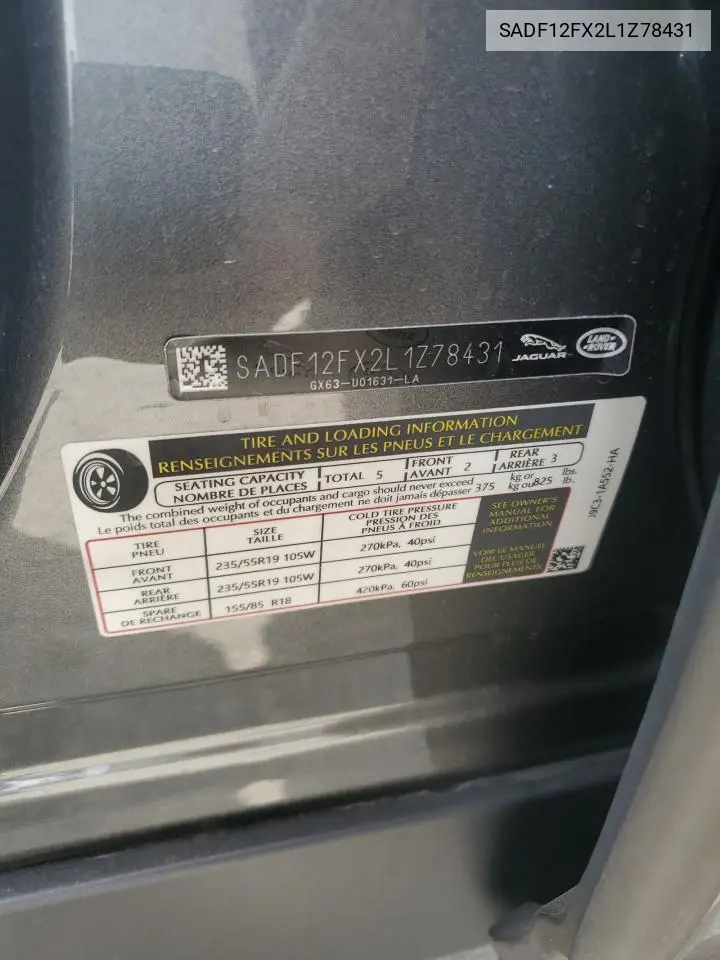 SADF12FX2L1Z78431
SADF12FX2L1Z78431
JAGUAR
LAND ROVER
GX63-U01631-LA
TIRE AND LOADING INFORMATION
RENSEIGNEMENTS SUR LES PNEUS ET LE CHARGEMENT
SEATING CAPACITY
NOMBRE DE PLACES
TOTAL 5
FRONT
AVANT 2
REAR
ARRIÈRE 3
The combined weight of occupants and cargo should never exceed
Le poids total des occupants et du chargement ne doit jamais dépasser
375
kg or
kg ou
825
lbs.
lb.
TIRE
PNEU
SIZE
TAILLE
COLD TIRE PRESSURE
PRESSION DES
PNEUS À FROID
FRONT
AVANT
235/55R19 105W
270kPa, 40psi
REAR
ARRIÈRE
235/55R19 105W
270kPa, 40psi
SPARE
DE RECHANGE
155/85 R18
420kPa, 60psi
SEE OWNER'S
MANUAL FOR
ADDITIONAL
INFORMATION
VOIR LE MANUEL
DE L'USAGER
POUR PLUS DE
RENSEIGNEMENTS
J9C3-1A552-HA